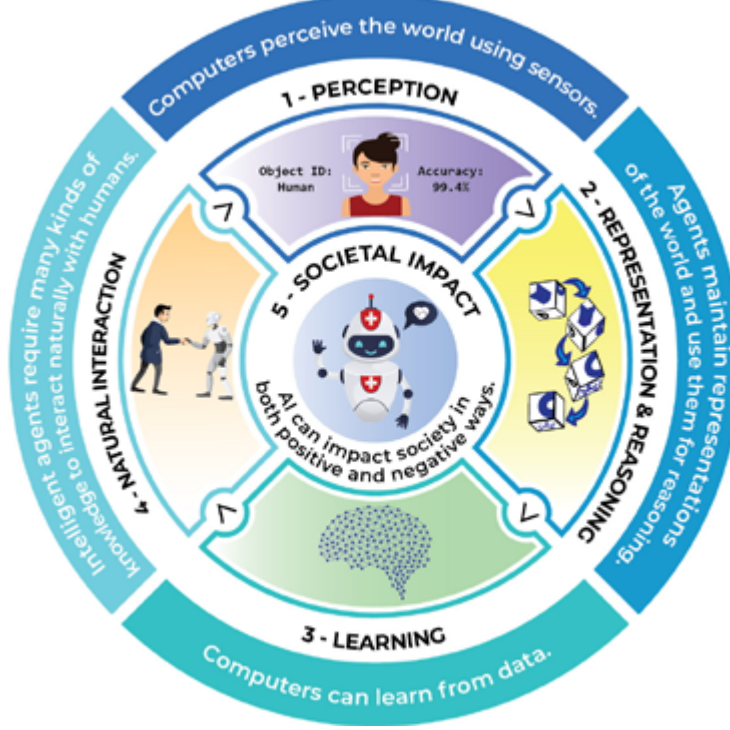 Computers perceive the world using sensors.
1 - PERCEPTION
Object ID:
Human
Accuracy:
99.4%
Agents maintain representations
of the world and use them for reasoning.
2 - REPRESENTATION & REASONING
3 - LEARNING
Computers can learn from data.
Intelligent agents require many kinds of
knowledge to interact naturally with humans.
4 - NATURAL INTERACTION
5 - SOCIETAL IMPACT
AI can impact society in
both positive and negative ways.